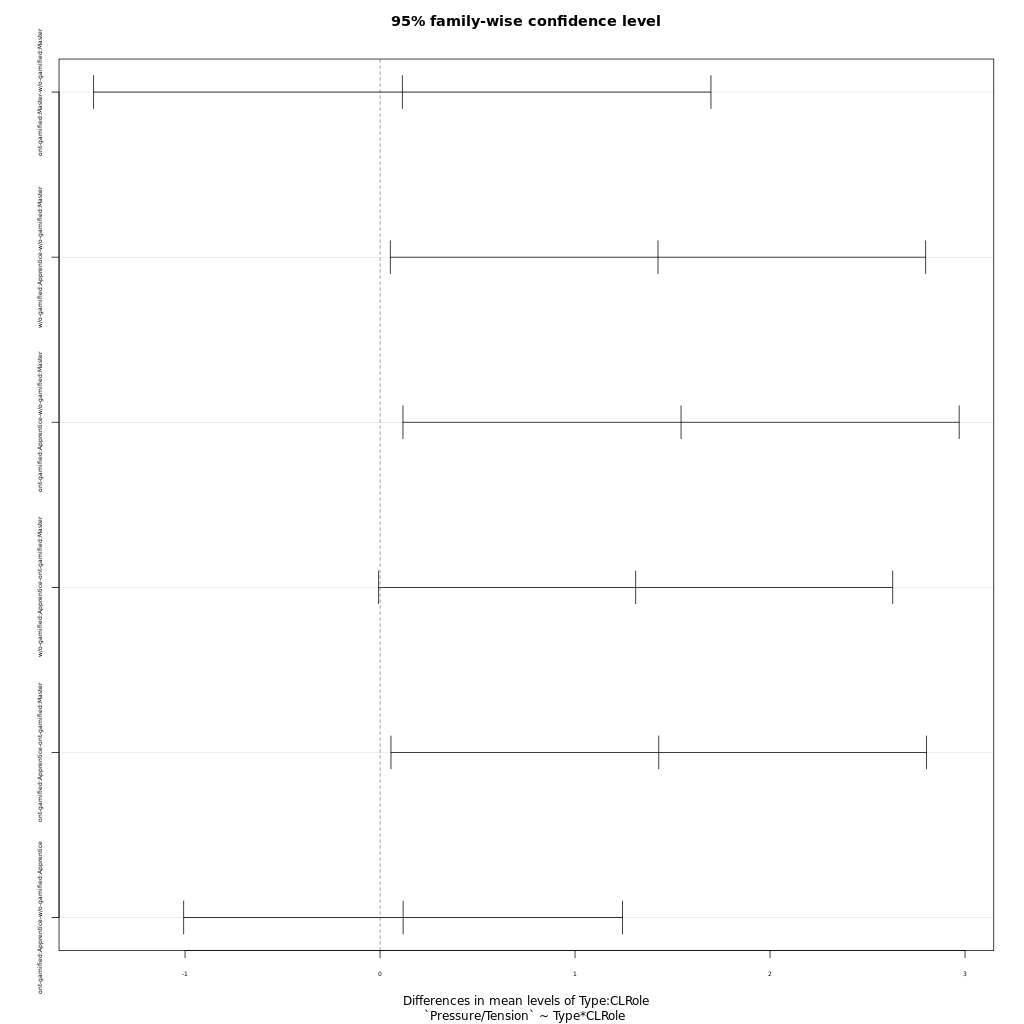 95% family-wise confidence level
ont-gamified:Master-w/o-gamified:Master
w/o-gamified:Apprentice-w/o-gamified:Master
ont-gamified:Apprentice-w/o-gamified:Master
w/o-gamified:Apprentice-ont-gamified:Master
ont-gamified:Apprentice-ont-gamified:Master
ont-gamified:Apprentice-w/o-gamified:Apprentice
-1 0 1 2 3
Differences in mean levels of Type:CLRole
`Pressure/Tension` ~ Type*CLRole